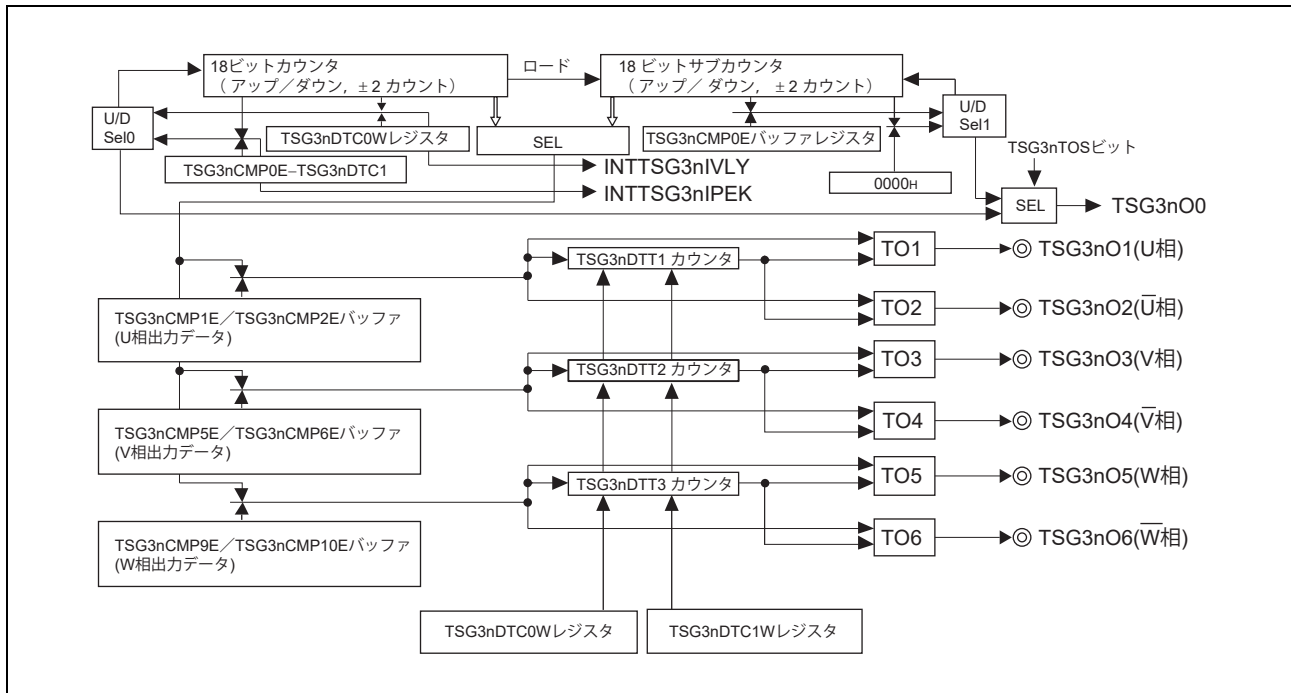 18ビットカウンタ
（ アップ／ダウン，±2 カウント）
ロード
18 ビットサブカウンタ
（ アップ／ ダウン，±2 カウント）
U/D
Sel0
U/D
Sel1
TSG3nDTC0Wレジスタ
SEL
TSG3nCMP0Eバッファレジスタ
TSG3nTOSビット
TSG3nCMP0E–TSG3nDTC1
INTTSG3nIVLY
INTTSG3nIPEK
0000H
SEL
TSG3nO0
TSG3nDTT1 カウンタ
TO1
TSG3nO1(U相)
TSG3nCMP1E／TSG3nCMP2Eバッファ
(U相出力データ)
TO2
TSG3nO2(U̅相)
TSG3nDTT2 カウンタ
TO3
TSG3nO3(V相)
TSG3nCMP5E／TSG3nCMP6Eバッファ
(V相出力データ)
TO4
TSG3nO4(V̅相)
TSG3nDTT3 カウンタ
TO5
TSG3nO5(W相)
TSG3nCMP9E／TSG3nCMP10Eバッファ
(W相出力データ)
TO6
TSG3nO6(W̅相)
TSG3nDTC0Wレジスタ
TSG3nDTC1Wレジスタ